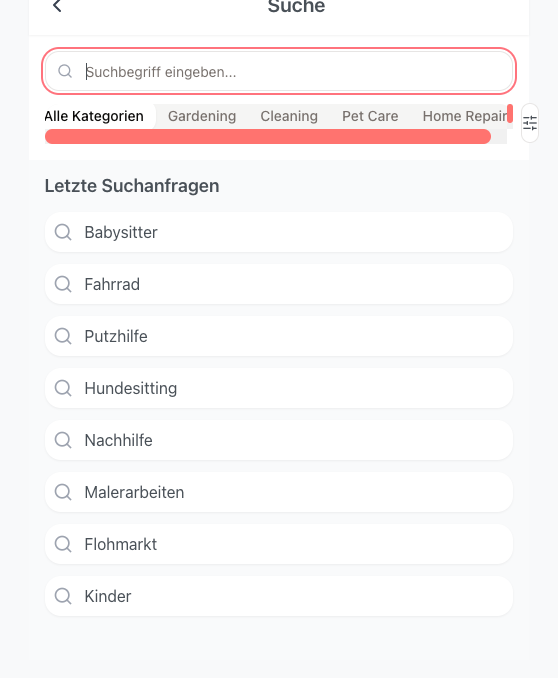 Suche
Suchbegriff eingeben...
Alle Kategorien Gardening Cleaning Pet Care Home Repair
Letzte Suchanfragen
Babysitter
Fahrrad
Putzhilfe
Hundesitting
Nachhilfe
Malerarbeiten
Flohmarkt
Kinder